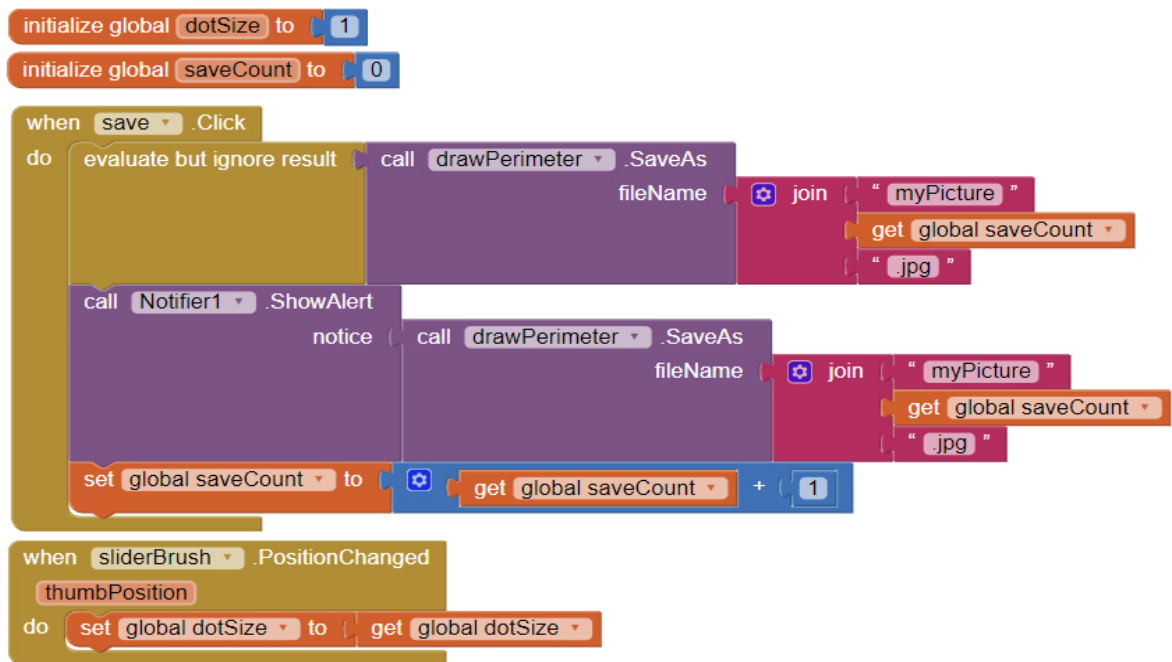 initialize global dotSize to 1
initialize global saveCount to 0
when save .Click
do evaluate but ignore result call drawPerimeter .SaveAs
fileName join “ myPicture ”
get global saveCount
“ .jpg ”
call Notifier1 .ShowAlert
notice call drawPerimeter .SaveAs
fileName join “ myPicture ”
get global saveCount
“ .jpg ”
set global saveCount to get global saveCount + 1
when sliderBrush .PositionChanged
thumbPosition
do set global dotSize to get global dotSize